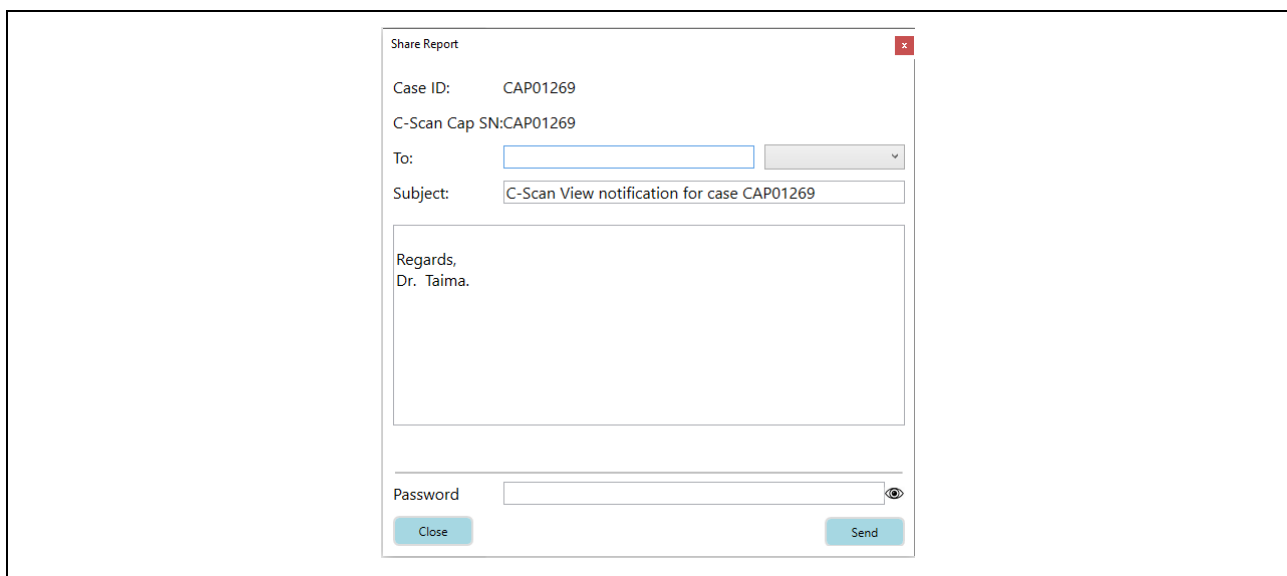 Share Report
x
Case ID: CAP01269
C-Scan Cap SN:CAP01269
To:
Subject: C-Scan View notification for case CAP01269
Regards,
Dr.  Taima.
Password
Close Send